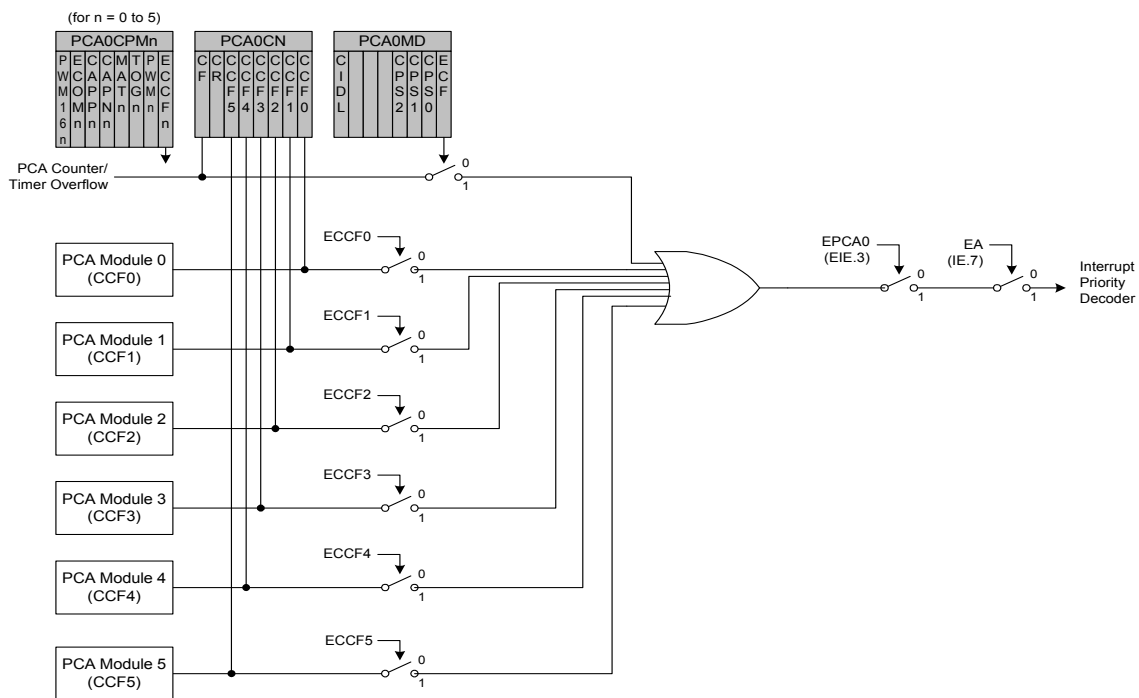 (for n = 0 to 5)
PCA0CPMn
PWM16n
ECOMn
CAPPn
CAPNn
MATn
TOGn
PWMn
ECCFn
PCA0CN
CF
CR
CCF5
CCF4
CCF3
CCF2
CCF1
CCF0
PCA0MD
CIDL
CPS2
CPS1
CPS0
ECF
PCA Counter/
Timer Overflow
0
1
PCA Module 0
(CCF0)
ECCF0
0
1
EPCA0
(EIE.3)
0
1
EA
(IE.7)
0
1
Interrupt
Priority
Decoder
PCA Module 1
(CCF1)
ECCF1
0
1
PCA Module 2
(CCF2)
ECCF2
0
1
PCA Module 3
(CCF3)
ECCF3
0
1
PCA Module 4
(CCF4)
ECCF4
0
1
PCA Module 5
(CCF5)
ECCF5
0
1